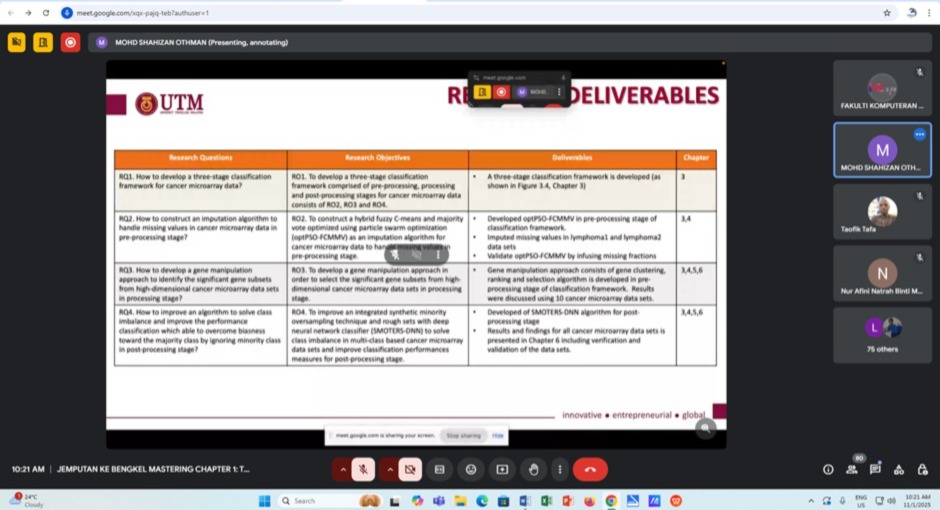 meet.google.com/xqx-pajq-teb?authuser=1
M MOHD SHAHIZAN OTHMAN (Presenting, annotating)
UTM
meet.google.com
M MOHD...
DELIVERABLES
Research Questions Research Objectives Deliverables Chapter
RQ1. How to develop a three-stage classification
framework for cancer microarray data?
RO1. To develop a three-stage classification
framework comprised of pre-processing, processing
and post-processing stages for cancer microarray data
consists of RO2, RO3 and RO4.
• A three-stage classification framework is developed (as
shown in Figure 3.4, Chapter 3)
3
RQ2. How to construct an imputation algorithm to
handle missing values in cancer microarray data in
pre-processing stage?
RO2. To construct a hybrid fuzzy C-means and majority
vote optimized using particle swarm optimization
(optPSO-FCMMV) as an imputation algorithm for
cancer microarray data to handle missing values in
pre-processing stage.
• Developed optPSO-FCMMV in pre-processing stage of
classification framework.
• Imputed missing values in lymphoma1 and lymphoma2
data sets
• Validate optPSO-FCMMV by infusing missing fractions
3,4
RQ3. How to develop a gene manipulation
approach to identify the significant gene subsets
from high-dimensional cancer microarray data sets
in processing stage?
RO3. To develop a gene manipulation approach in
order to select the significant gene subsets from high-
dimensional cancer microarray data sets in processing
stage.
• Gene manipulation approach consists of gene clustering,
ranking and selection algorithm is developed in pre-
processing stage of classification framework. Results
were discussed using 10 cancer microarray data sets.
3,4,5,6
RQ4. How to improve an algorithm to solve class
imbalance and improve the performance
classification which able to overcome biasness
toward the majority class by ignoring minority class
in post-processing stage?
RO4. To improve an integrated synthetic minority
oversampling technique and rough sets with deep
neural network classifier (SMOTERS-DNN) to solve
class imbalance in multi-class based cancer microarray
data sets and improve classification performances
measures for post-processing stage.
• Developed of SMOTERS-DNN algorithm for post-
processing stage
• Results and findings for all cancer microarray data sets is
presented in Chapter 6 including verification and
validation of the data sets.
3,4,5,6
innovative ● entrepreneurial ● global
meet.google.com is sharing your screen. Stop sharing Hide
FAKULTI KOMPUTERAN ...
M
MOHD SHAHIZAN OTH...
Taofik Tafa
N
Nur Afini Natrah Binti M...
L
75 others
10:21 AM | JEMPUTAN KE BENGKEL MASTERING CHAPTER 1: T...
80
24°C
Cloudy
Search
ENG
US
10:21 AM
11/1/2025